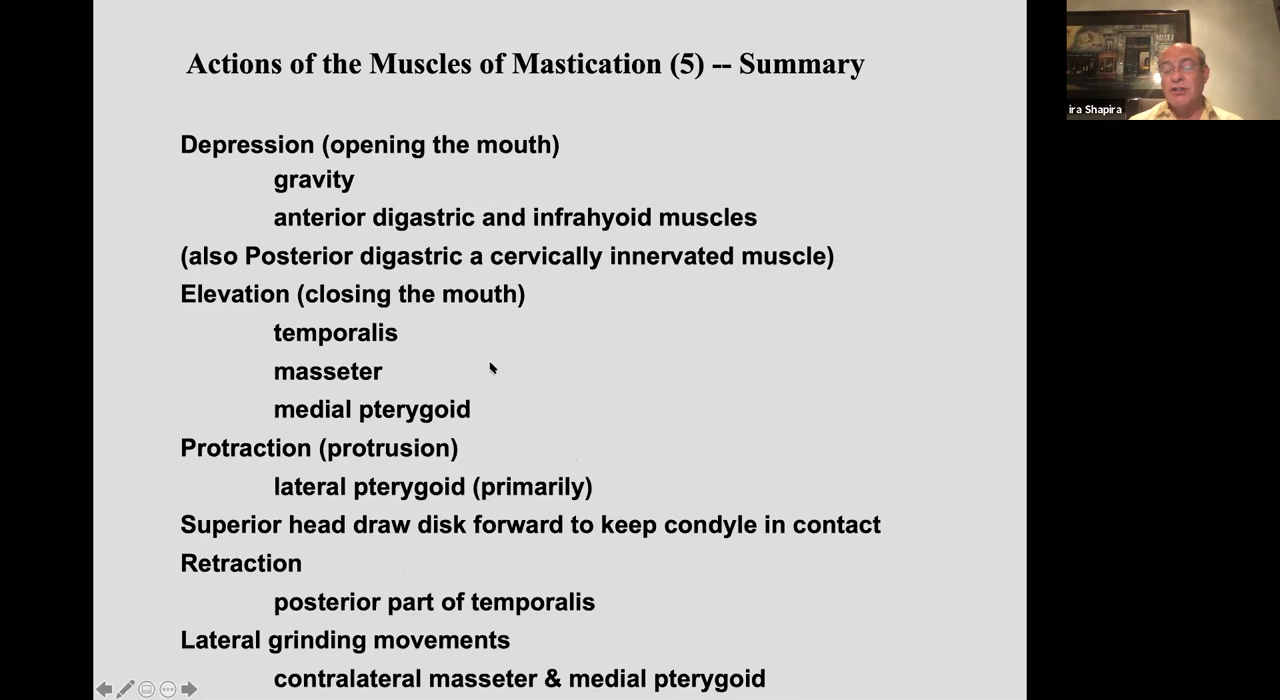 Actions of the Muscles of Mastication (5) -- Summary
Depression (opening the mouth)
gravity
anterior digastric and infrahyoid muscles
(also Posterior digastric a cervically innervated muscle)
Elevation (closing the mouth)
temporalis
masseter
medial pterygoid
Protraction (protrusion)
lateral pterygoid (primarily)
Superior head draw disk forward to keep condyle in contact
Retraction
posterior part of temporalis
Lateral grinding movements
contralateral masseter & medial pterygoid
ira Shapira